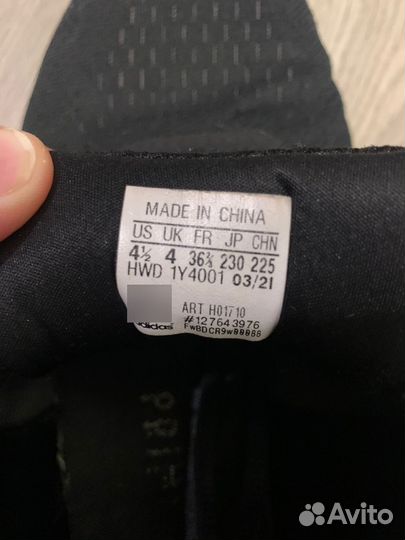 MADE IN CHINA
US UK FR JP CHN
4½ 4 36⅔ 230 225
HWD 1Y4001 03/21
ART H01710
#127643976
adidas
Avito